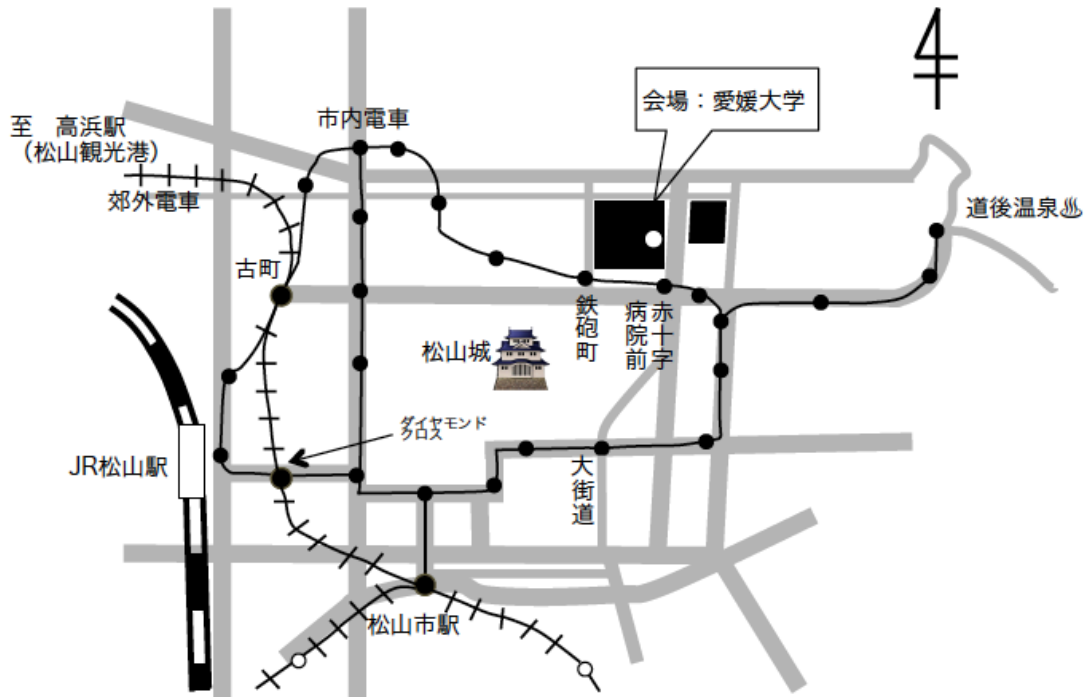 会場：愛媛大学
市内電車
至　高浜駅
（松山観光港）
郊外電車
道後温泉♨
古町
鉄砲町
赤十字
病院前
松山城
ダイヤモンド
クロス
JR松山駅
大街道
松山市駅